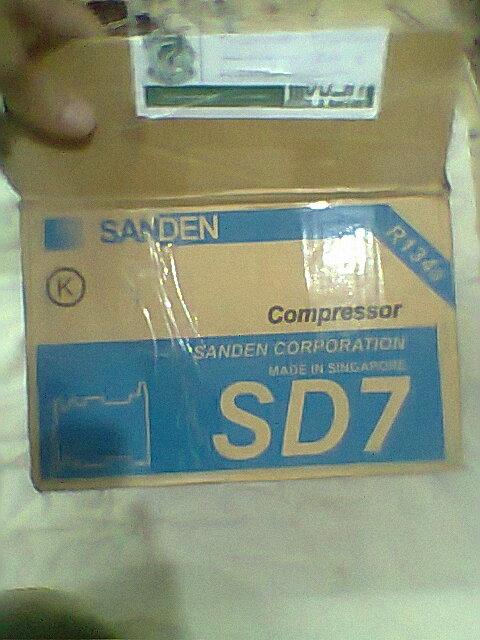 SANDEN
R134a
K
Compressor
SANDEN CORPORATION
MADE IN SINGAPORE
SD7